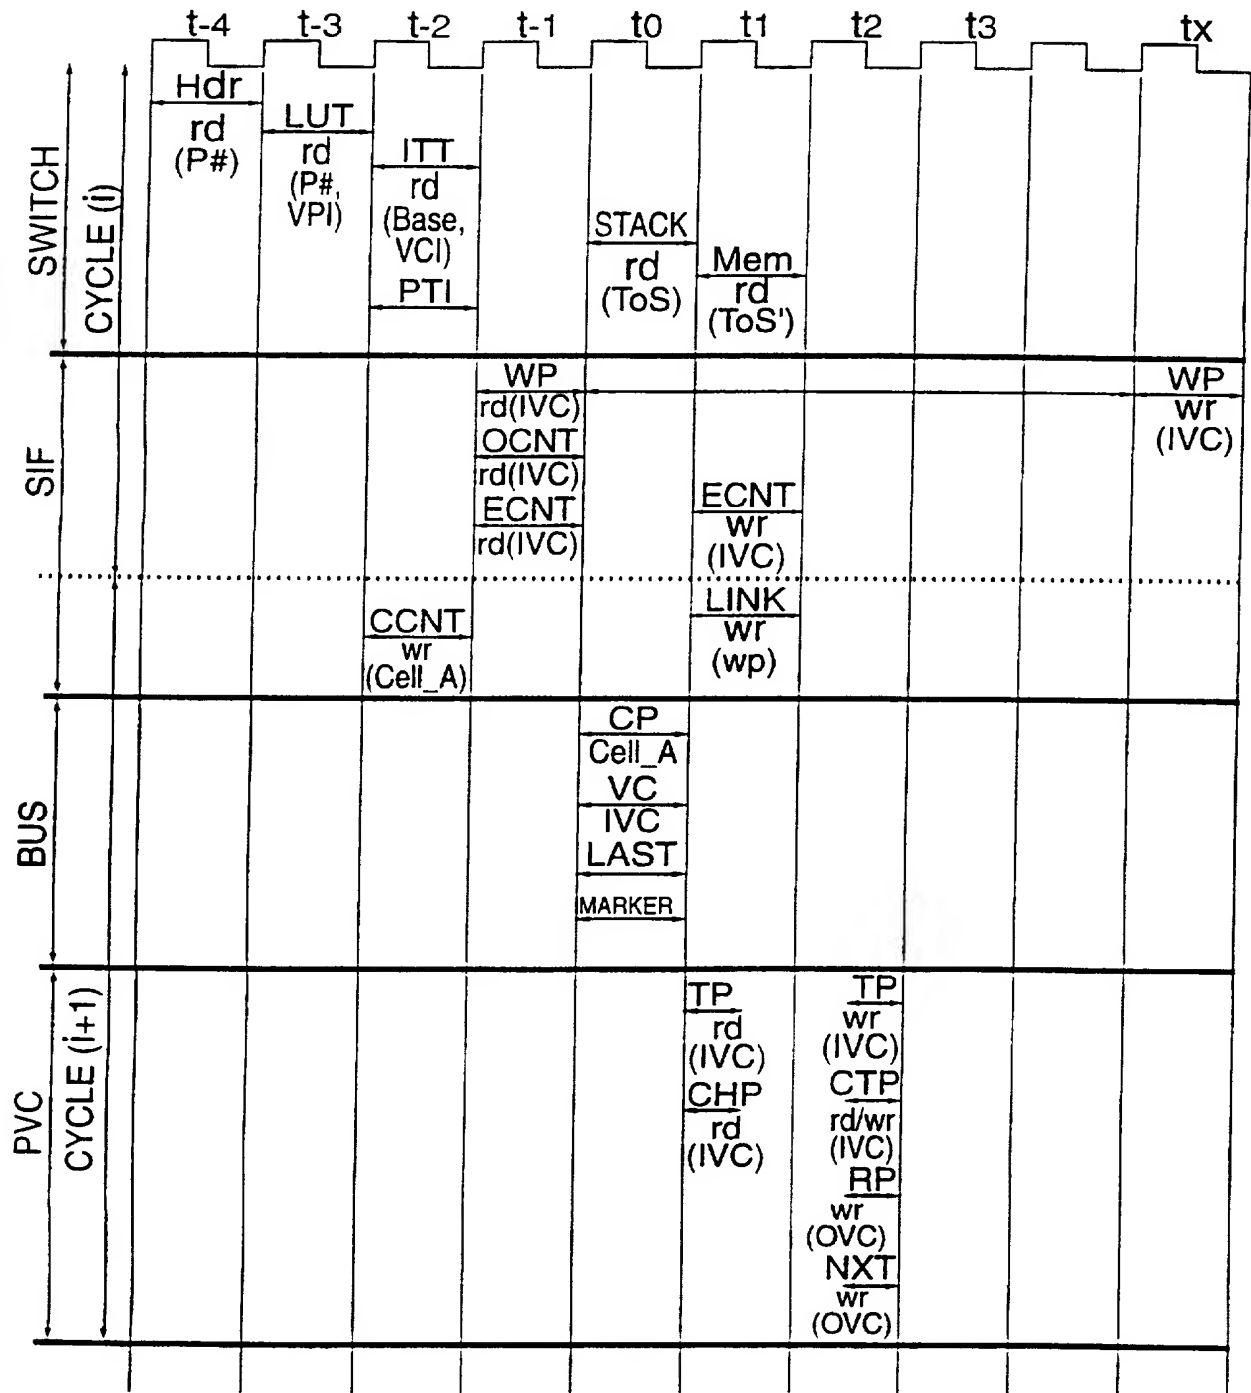 t-4 t-3 t-2 t-1 t0 t1 t2 t3 tx
SWITCH
CYCLE (i)
Hdr
rd
(P#)
LUT
rd
(P#,
VPI)
ITT
rd
(Base,
VCI)
PTI
STACK
rd
(ToS)
Mem
rd
(ToS')
SIF
WP
rd(IVC)
OCNT
rd(IVC)
ECNT
rd(IVC)
WP
wr
(IVC)
ECNT
wr
(IVC)
CCNT
wr
(Cell_A)
LINK
wr
(wp)
BUS
CP
Cell_A
VC
IVC
LAST
MARKER
PVC
CYCLE (i+1)
TP
rd
(IVC)
CHP
rd
(IVC)
TP
wr
(IVC)
CTP
rd/wr
(IVC)
RP
wr
(OVC)
NXT
wr
(OVC)